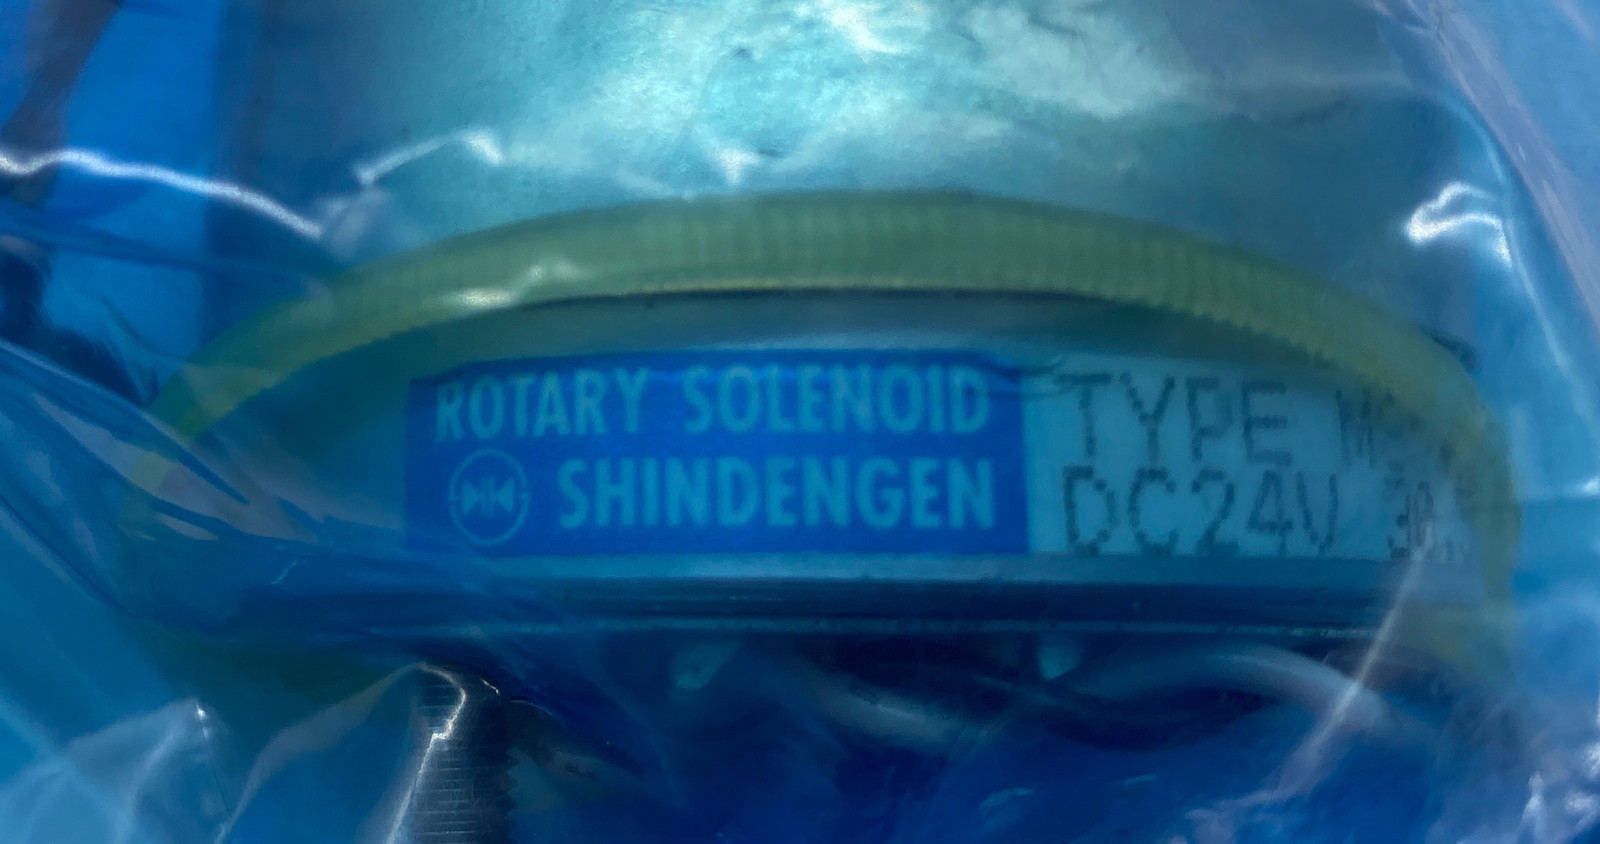 ROTARY SOLENOID
SHINDENGEN
TYPE
DC24V